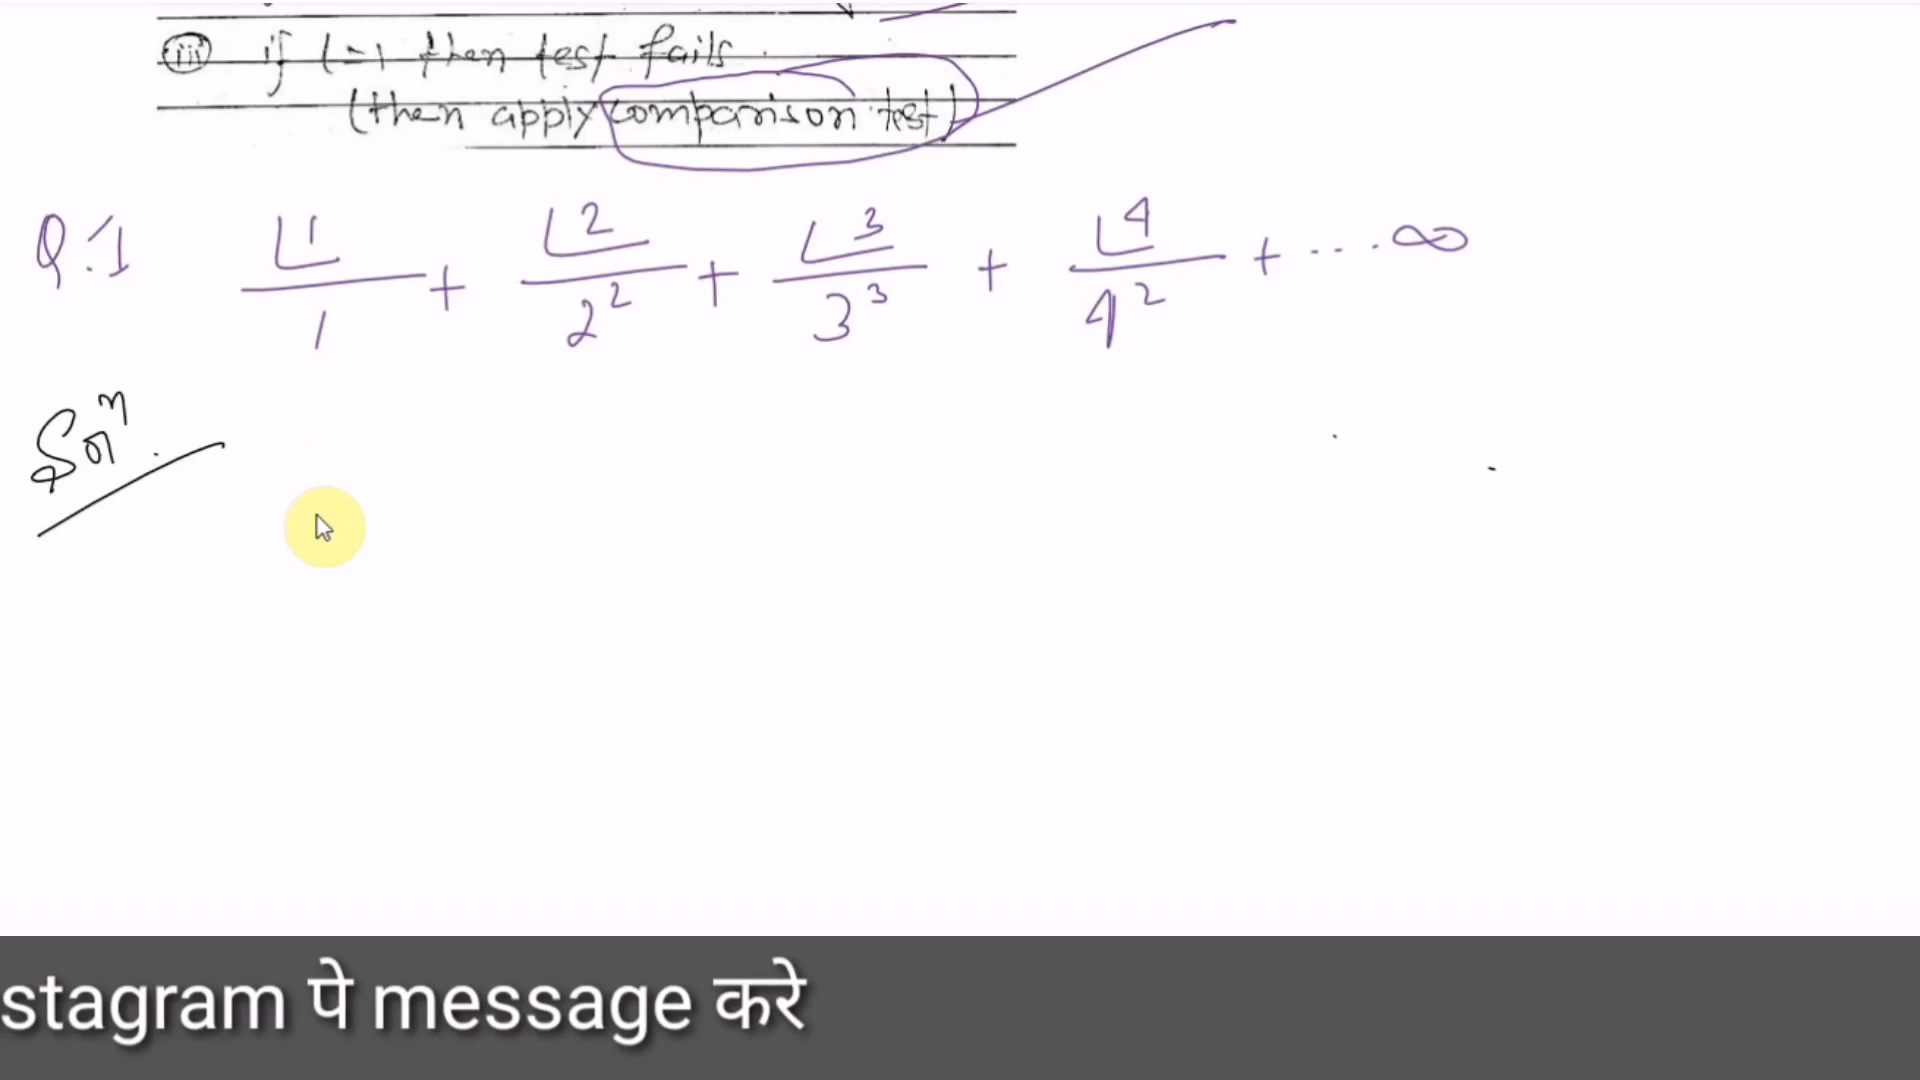 (iii) if l=1 then test fails.
(then apply comparison test)
Q.1 ∟1/1 + ∟2/2² + ∟3/3³ + ∟4/4² + ....∞
Solⁿ.
stagram पे message करे